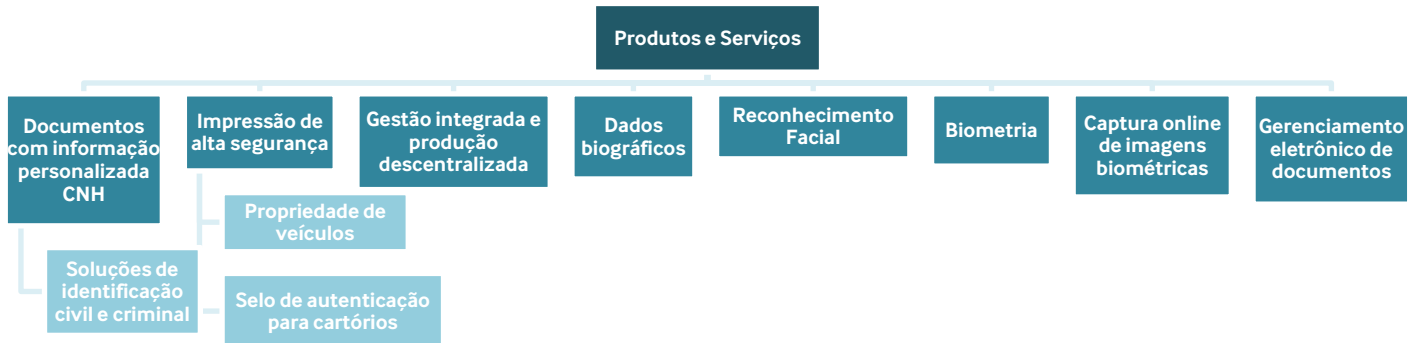 Produtos e Serviços
Documentos
com informação
personalizada
CNH
Impressão de
alta segurança
Gestão integrada e
produção
descentralizada
Dados
biográficos
Reconhecimento
Facial
Biometria
Captura online
de imagens
biométricas
Gerenciamento
eletrônico de
documentos
Propriedade de
veículos
Soluções de
identificação
civil e criminal
Selo de autenticação
para cartórios